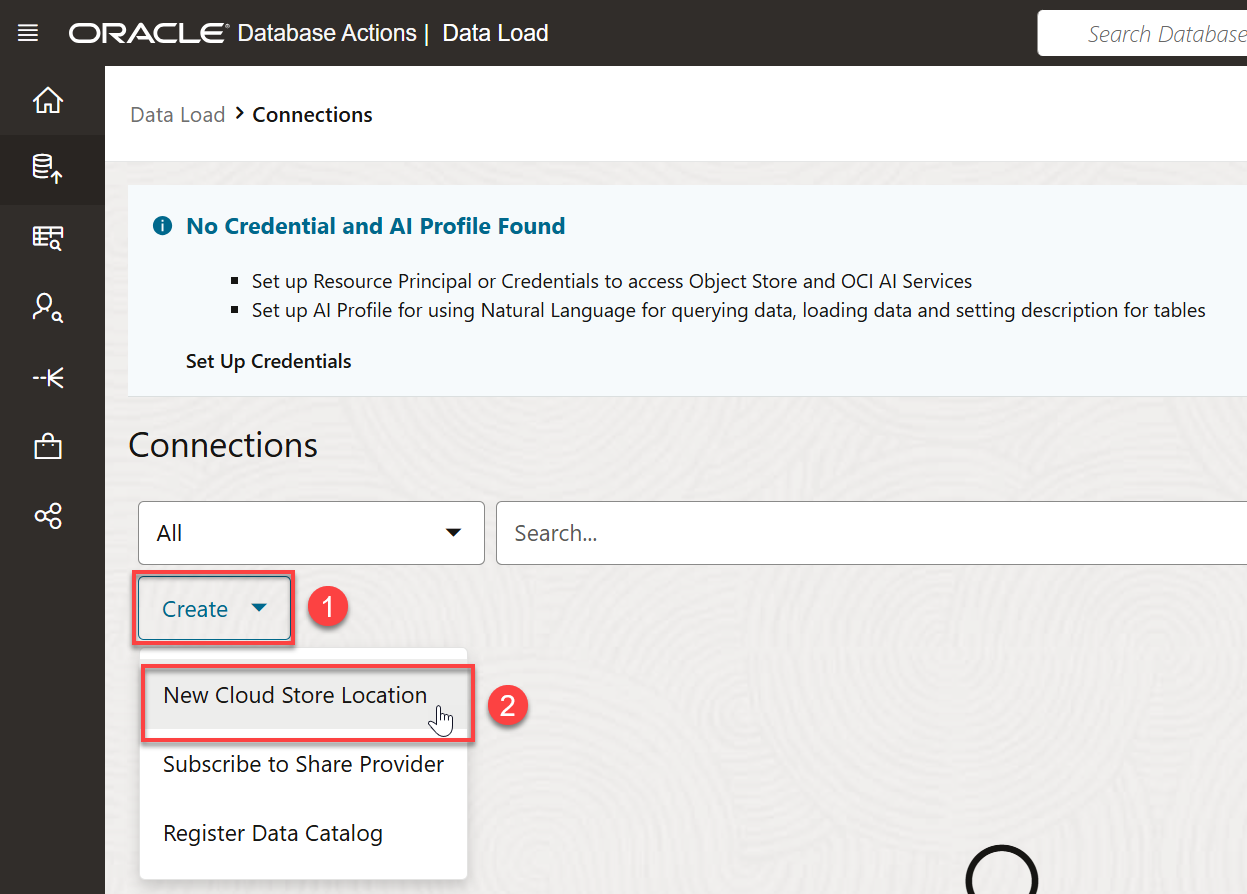 ORACLE® Database Actions | Data Load
Search Database
Data Load > Connections
No Credential and AI Profile Found
Set up Resource Principal or Credentials to access Object Store and OCI AI Services
Set up AI Profile for using Natural Language for querying data, loading data and setting description for tables
Set Up Credentials
Connections
All
Search...
Create
1
New Cloud Store Location
2
Subscribe to Share Provider
Register Data Catalog